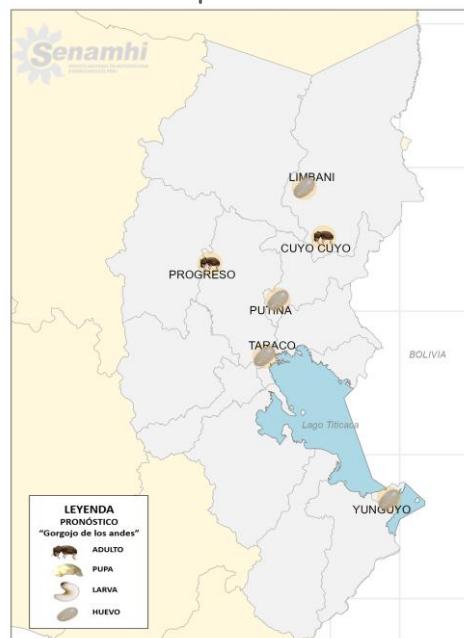 Senamhi
LIMBANI
CUYO CUYO
PROGRESO
PUTINA
TARACO
BOLIVIA
Lago Titicaca
YUNGUYO
LEYENDA
PRONÓSTICO
"Gorgojo de los andes"
ADULTO
PUPA
LARVA
HUEVO